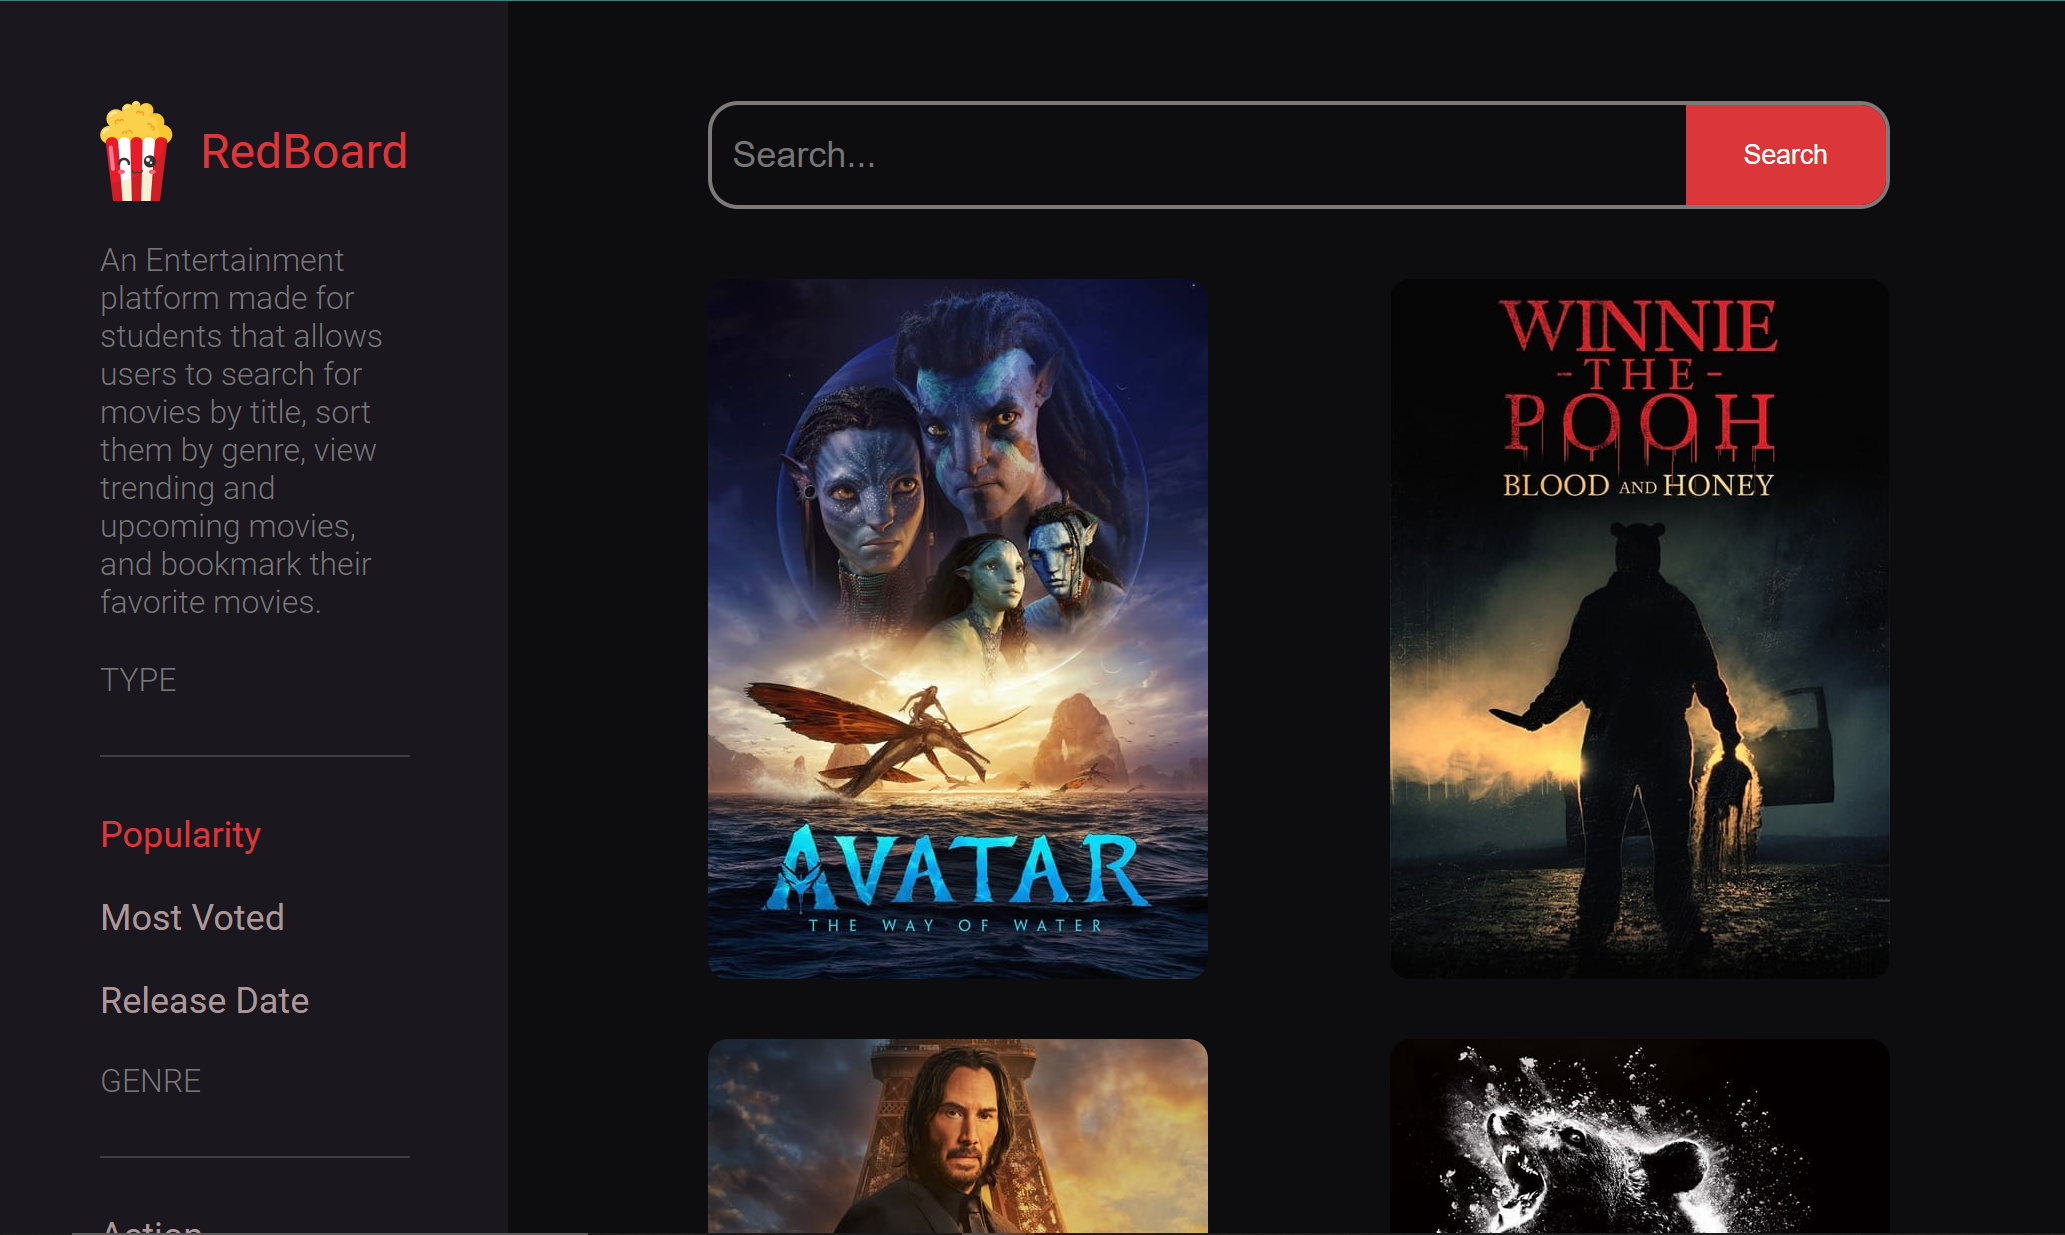 RedBoard
An Entertainment
platform made for
students that allows
users to search for
movies by title, sort
them by genre, view
trending and
upcoming movies,
and bookmark their
favorite movies.
TYPE
Popularity
Most Voted
Release Date
GENRE
Action
Search...
Search
AVATAR
THE WAY OF WATER
WINNIE
-THE-
POOH
BLOOD AND HONEY